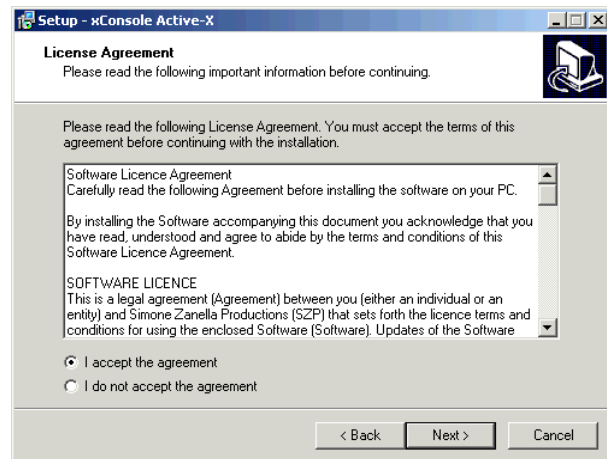 Setup - xConsole Active-X
License Agreement
Please read the following important information before continuing.
Please read the following License Agreement. You must accept the terms of this
agreement before continuing with the installation.
Software Licence Agreement
Carefully read the following Agreement before installing the software on your PC.
By installing the Software accompanying this document you acknowledge that you
have read, understood and agree to abide by the terms and conditions of this
Software Licence Agreement.
SOFTWARE LICENCE
This is a legal agreement (Agreement) between you (either an individual or an
entity) and Simone Zanella Productions (SZP) that sets forth the licence terms and
conditions for using the enclosed Software (Software). Updates of the Software
I accept the agreement
I do not accept the agreement
< Back Next > Cancel